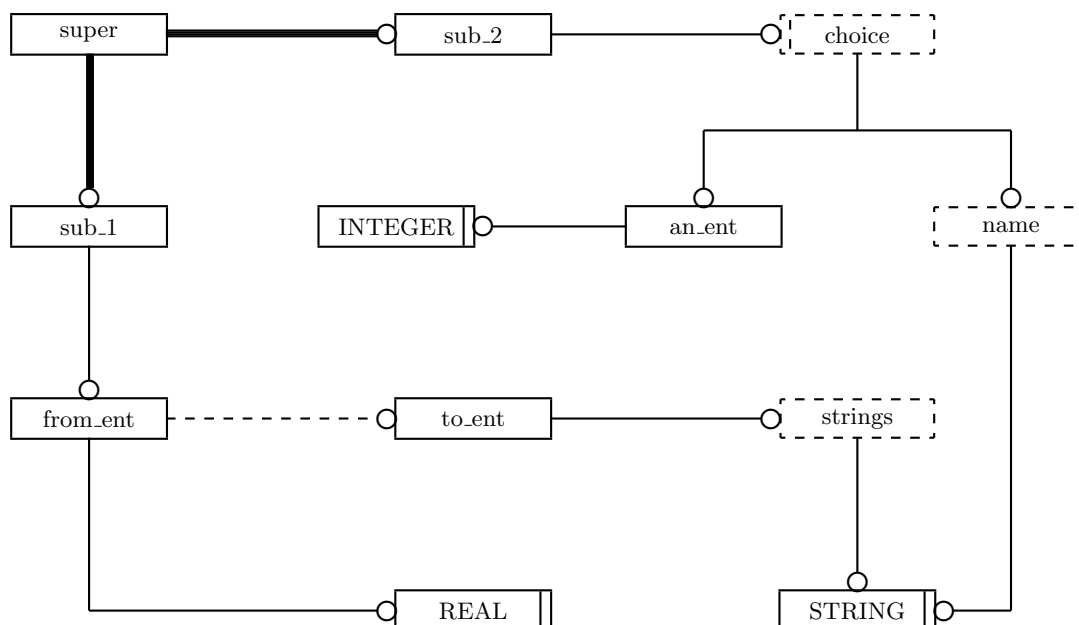 super
sub_2
choice
sub_1
INTEGER
an_ent
name
from_ent
to_ent
strings
REAL
STRING